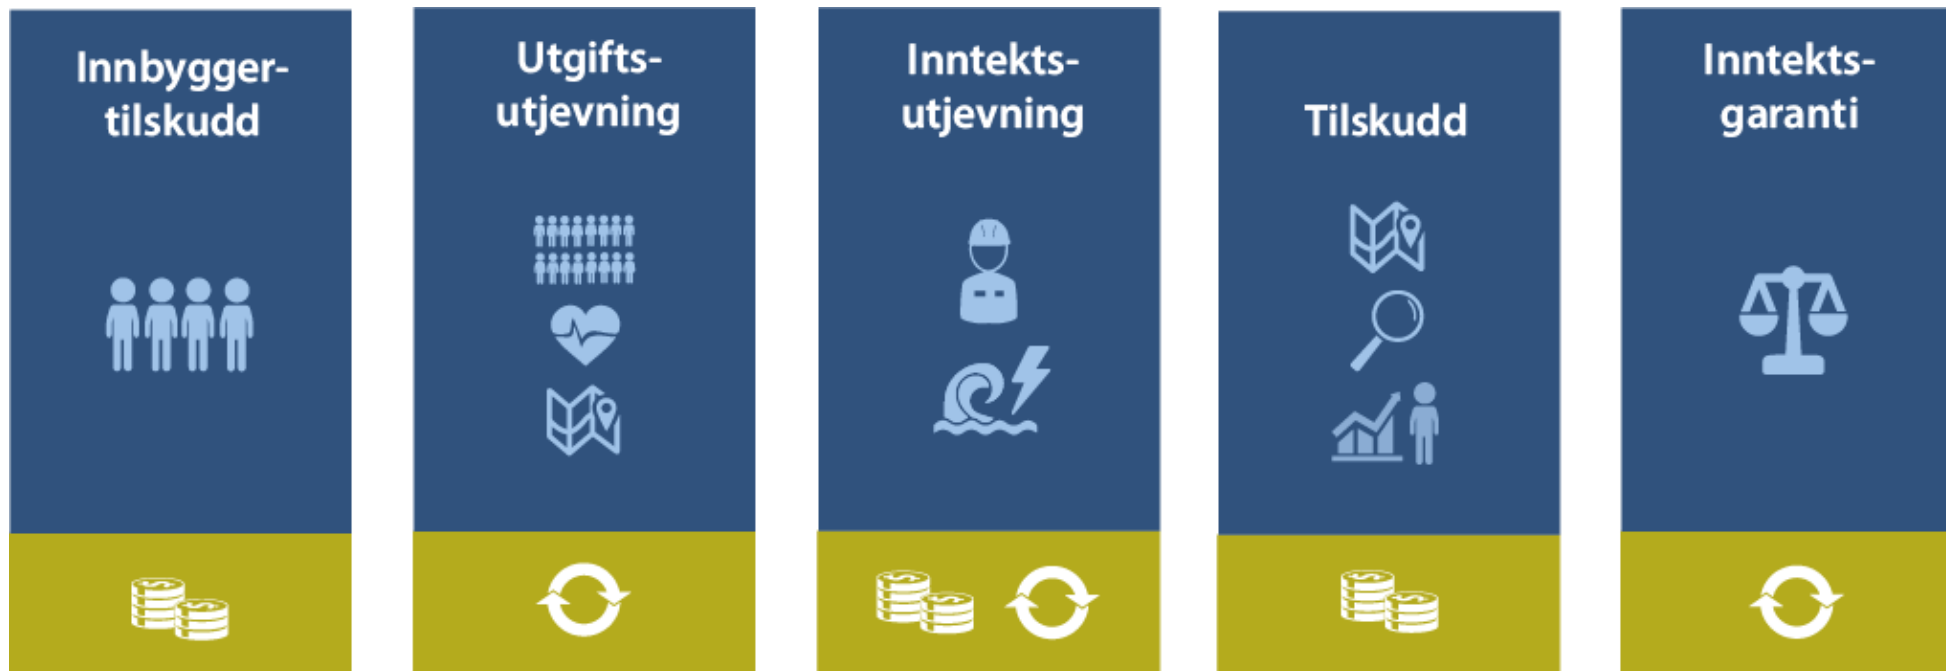 Innbygger-
tilskudd
Utgifts-
utjevning
Inntekts-
utjevning
Tilskudd
Inntekts-
garanti